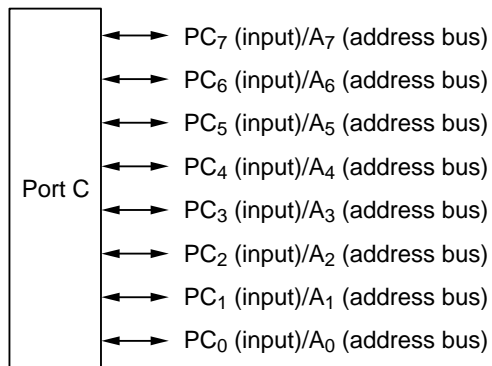 PC7 (input)/A7 (address bus)
PC6 (input)/A6 (address bus)
PC5 (input)/A5 (address bus)
PC4 (input)/A4 (address bus)
Port C
PC3 (input)/A3 (address bus)
PC2 (input)/A2 (address bus)
PC1 (input)/A1 (address bus)
PC0 (input)/A0 (address bus)